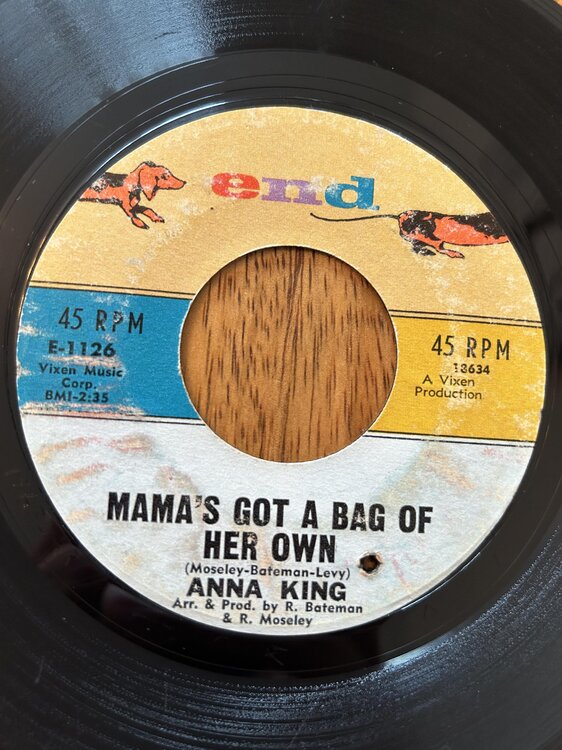 end
45 RPM
E-1126
Vixen Music
Corp.
BMI-2:35
45 RPM
18634
A Vixen
Production
MAMA'S GOT A BAG OF
HER OWN
(Moseley-Bateman-Levy)
ANNA KING
Arr. & Prod. by R. Bateman
& R. Moseley